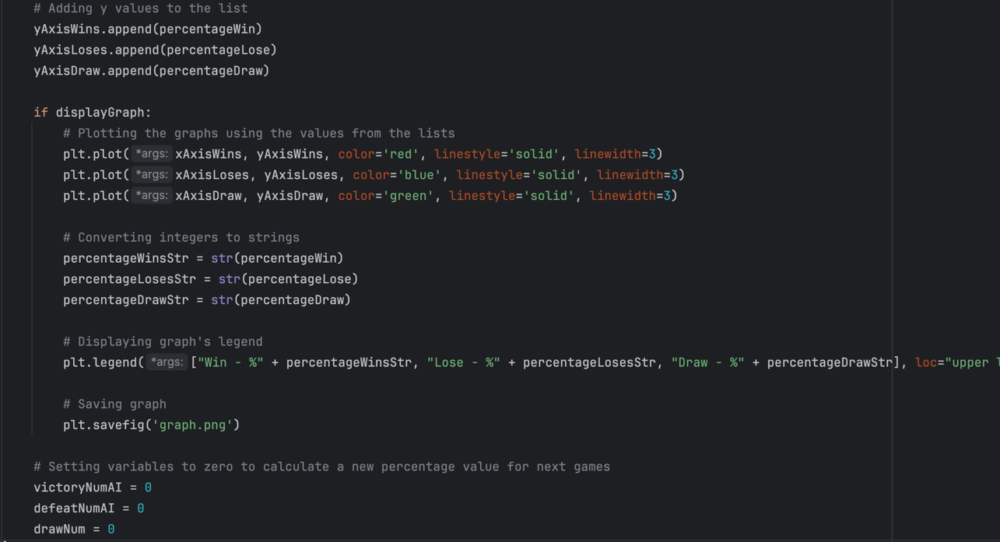 # Adding y values to the list
yAxisWins.append(percentageWin)
yAxisLoses.append(percentageLose)
yAxisDraw.append(percentageDraw)
if displayGraph:
# Plotting the graphs using the values from the lists
plt.plot( *args: xAxisWins, yAxisWins, color='red', linestyle='solid', linewidth=3)
plt.plot( *args: xAxisLoses, yAxisLoses, color='blue', linestyle='solid', linewidth=3)
plt.plot( *args: xAxisDraw, yAxisDraw, color='green', linestyle='solid', linewidth=3)
# Converting integers to strings
percentageWinsStr = str(percentageWin)
percentageLosesStr = str(percentageLose)
percentageDrawStr = str(percentageDraw)
# Displaying graph's legend
plt.legend( *args: ["Win - %" + percentageWinsStr, "Lose - %" + percentageLosesStr, "Draw - %" + percentageDrawStr], loc="upper
# Saving graph
plt.savefig('graph.png')
# Setting variables to zero to calculate a new percentage value for next games
victoryNumAI = 0
defeatNumAI = 0
drawNum = 0